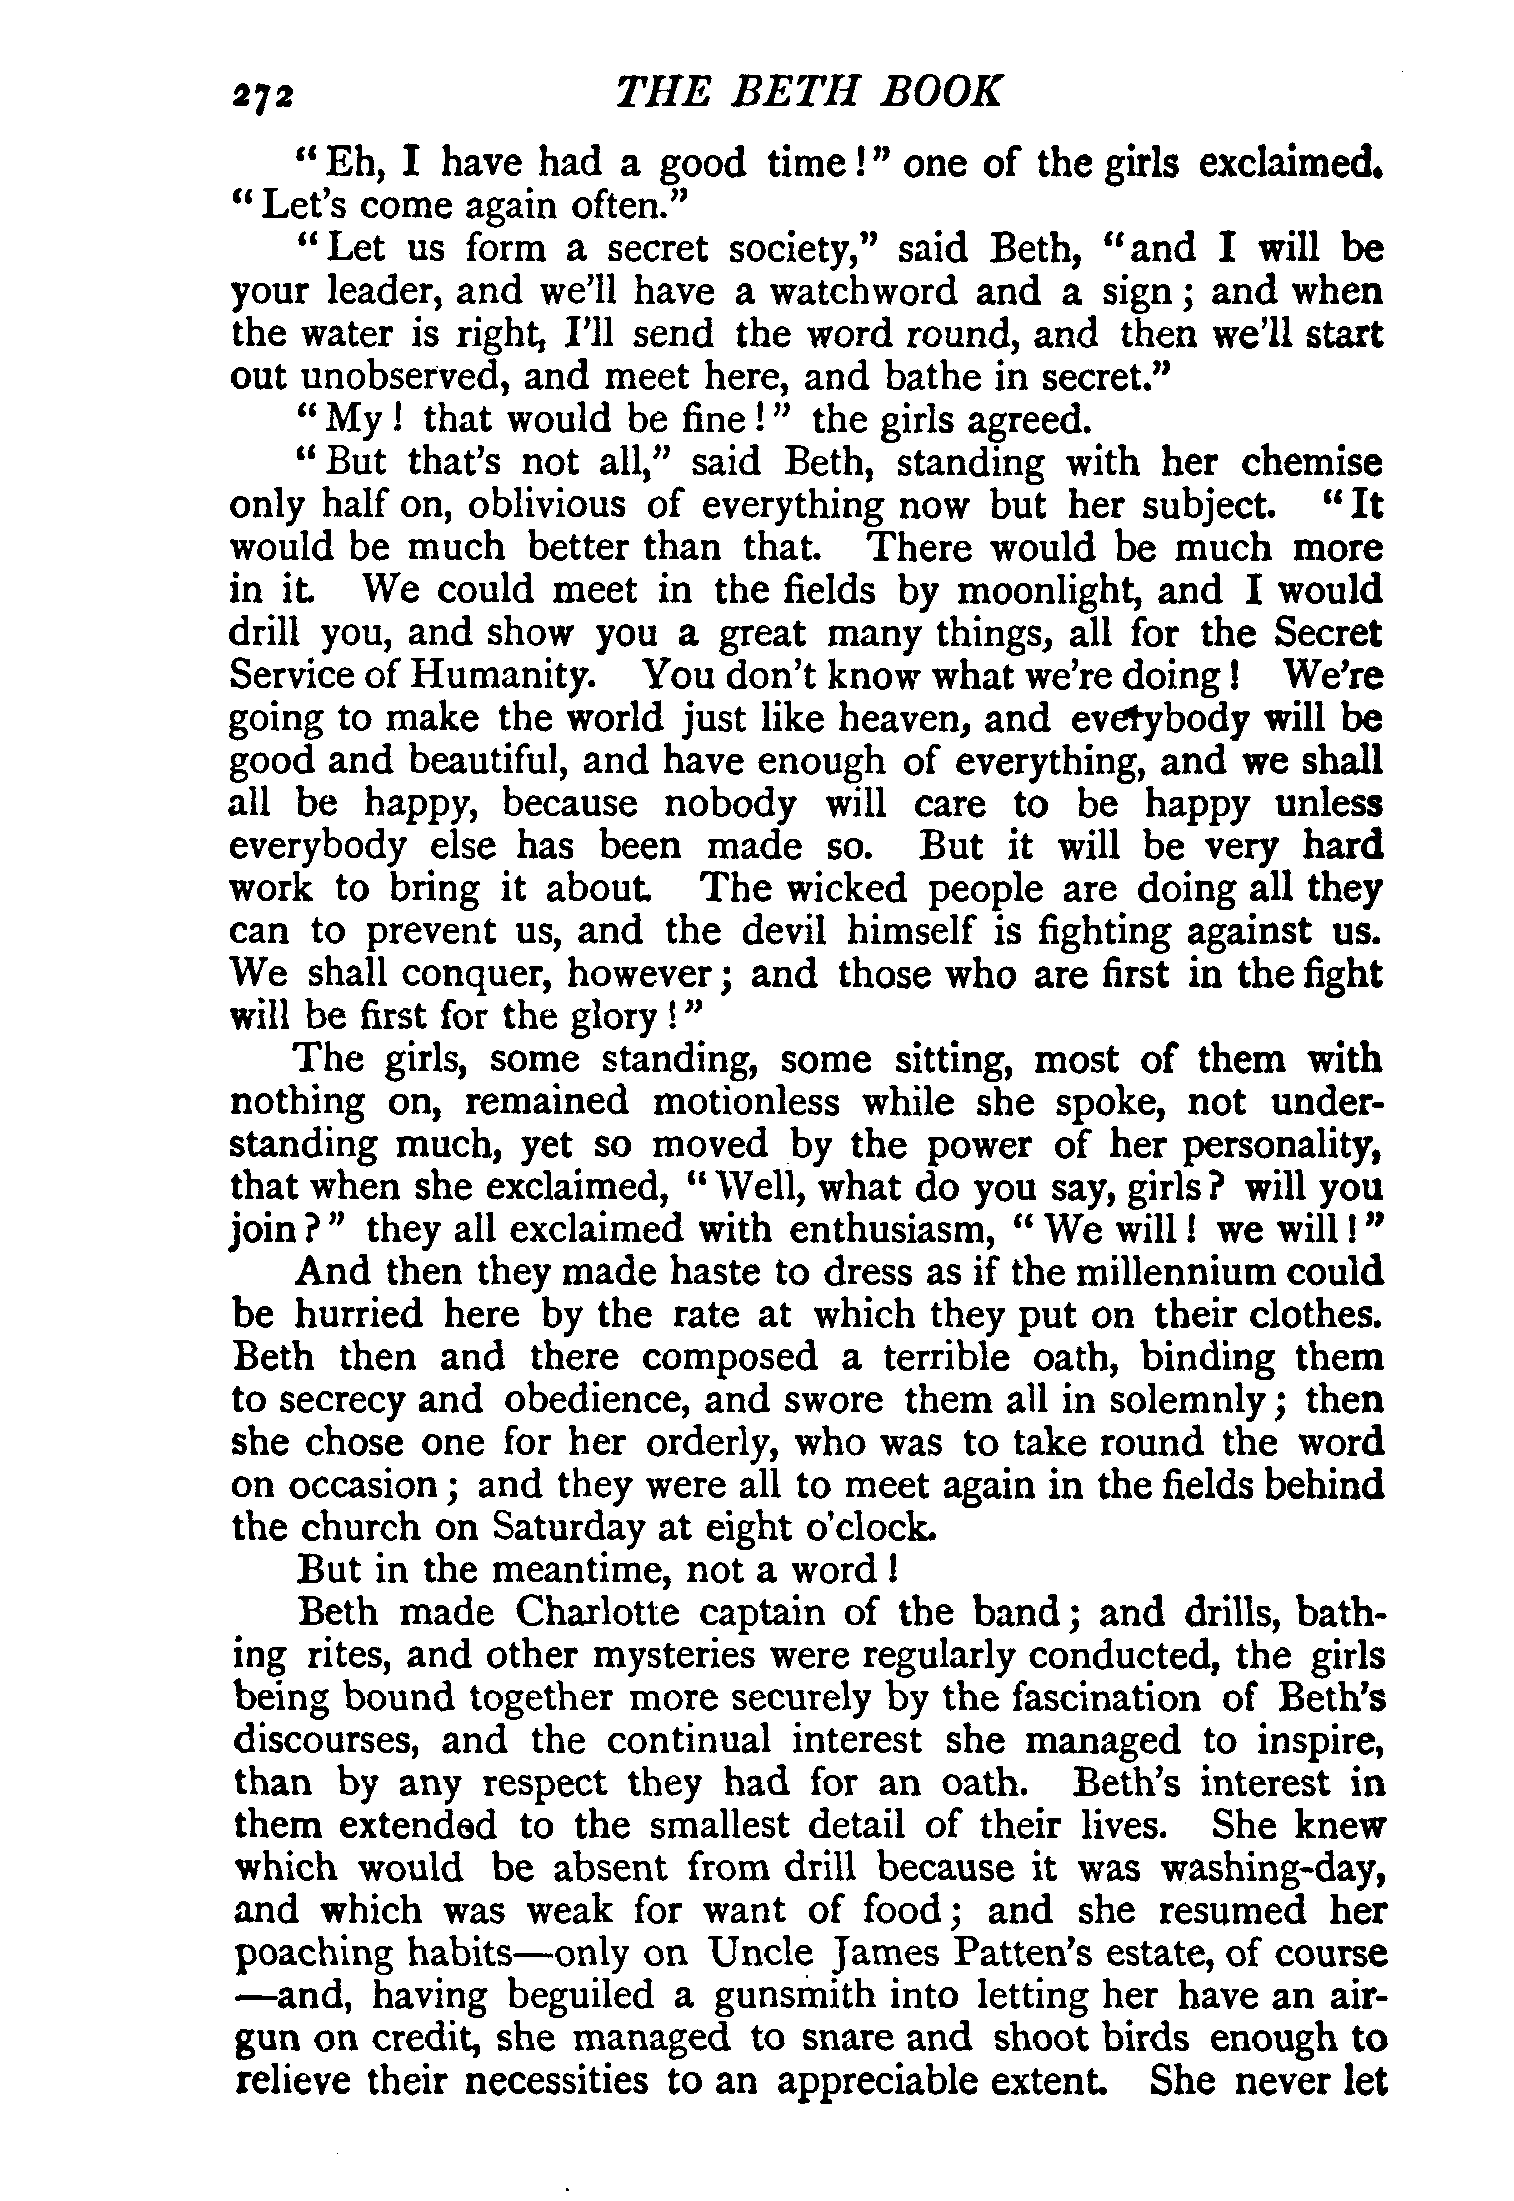 272 THE BETH BOOK
“Eh, I have had a good time!” one of the girls exclaimed.
“Let's come again often.”
“Let us form a secret society,” said Beth, “and I will be
your leader, and we'll have a watchword and a sign; and when
the water is right, I'll send the word round, and then we'll start
out unobserved, and meet here, and bathe in secret.”
“My! that would be fine!” the girls agreed.
“But that's not all,” said Beth, standing with her chemise
only half on, oblivious of everything now but her subject. “It
would be much better than that. There would be much more
in it. We could meet in the fields by moonlight, and I would
drill you, and show you a great many things, all for the Secret
Service of Humanity. You don't know what we're doing! We're
going to make the world just like heaven, and everybody will be
good and beautiful, and have enough of everything, and we shall
all be happy, because nobody will care to be happy unless
everybody else has been made so. But it will be very hard
work to bring it about. The wicked people are doing all they
can to prevent us, and the devil himself is fighting against us.
We shall conquer, however; and those who are first in the fight
will be first for the glory!”
The girls, some standing, some sitting, most of them with
nothing on, remained motionless while she spoke, not under-
standing much, yet so moved by the power of her personality,
that when she exclaimed, “Well, what do you say, girls? will you
join?” they all exclaimed with enthusiasm, “We will! we will!”
And then they made haste to dress as if the millennium could
be hurried here by the rate at which they put on their clothes.
Beth then and there composed a terrible oath, binding them
to secrecy and obedience, and swore them all in solemnly; then
she chose one for her orderly, who was to take round the word
on occasion; and they were all to meet again in the fields behind
the church on Saturday at eight o'clock.
But in the meantime, not a word!
Beth made Charlotte captain of the band; and drills, bath-
ing rites, and other mysteries were regularly conducted, the girls
being bound together more securely by the fascination of Beth's
discourses, and the continual interest she managed to inspire,
than by any respect they had for an oath. Beth's interest in
them extended to the smallest detail of their lives. She knew
which would be absent from drill because it was washing-day,
and which was weak for want of food; and she resumed her
poaching habits—only on Uncle James Patten's estate, of course
—and, having beguiled a gunsmith into letting her have an air-
gun on credit, she managed to snare and shoot birds enough to
relieve their necessities to an appreciable extent. She never let